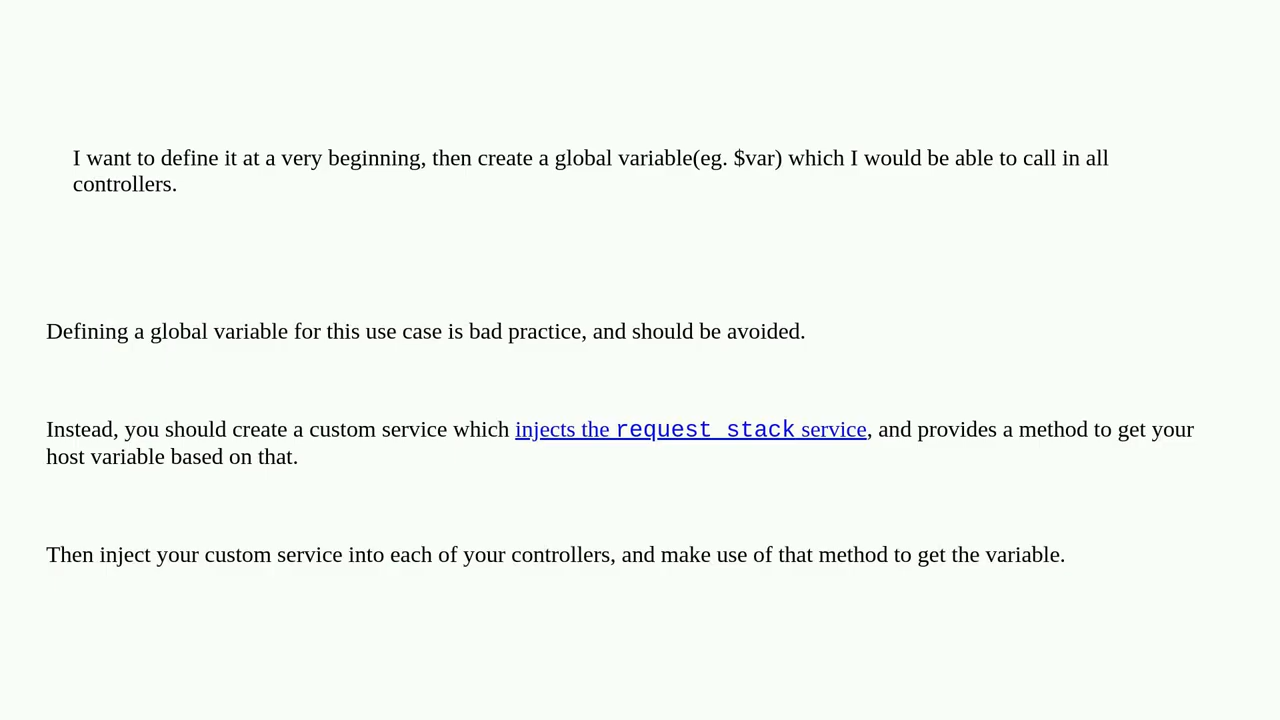 I want to define it at a very beginning, then create a global variable(eg. $var) which I would be able to call in all
controllers.
Defining a global variable for this use case is bad practice, and should be avoided.
Instead, you should create a custom service which injects the request_stack service, and provides a method to get your
host variable based on that.
Then inject your custom service into each of your controllers, and make use of that method to get the variable.